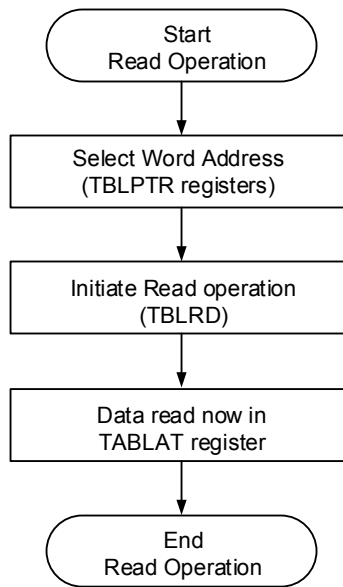 Start
Read Operation
Select Word Address
(TBLPTR registers)
Initiate Read operation
(TBLRD)
Data read now in
TABLAT register
End
Read Operation